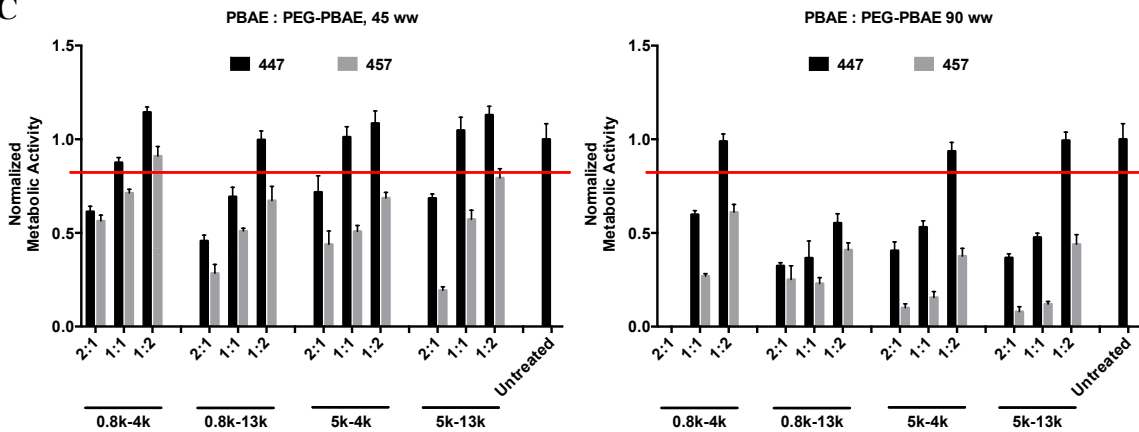 C
PBAE : PEG-PBAE, 45 ww
447 457
Normalized
Metabolic Activity
1.5
1.0
0.5
0.0
2:1 1:1 1:2 2:1 1:1 1:2 2:1 1:1 1:2 2:1 1:1 1:2 Untreated
0.8k-4k 0.8k-13k 5k-4k 5k-13k
PBAE : PEG-PBAE 90 ww
447 457
Normalized
Metabolic Activity
1.5
1.0
0.5
0.0
2:1 1:1 1:2 2:1 1:1 1:2 2:1 1:1 1:2 2:1 1:1 1:2 Untreated
0.8k-4k 0.8k-13k 5k-4k 5k-13k